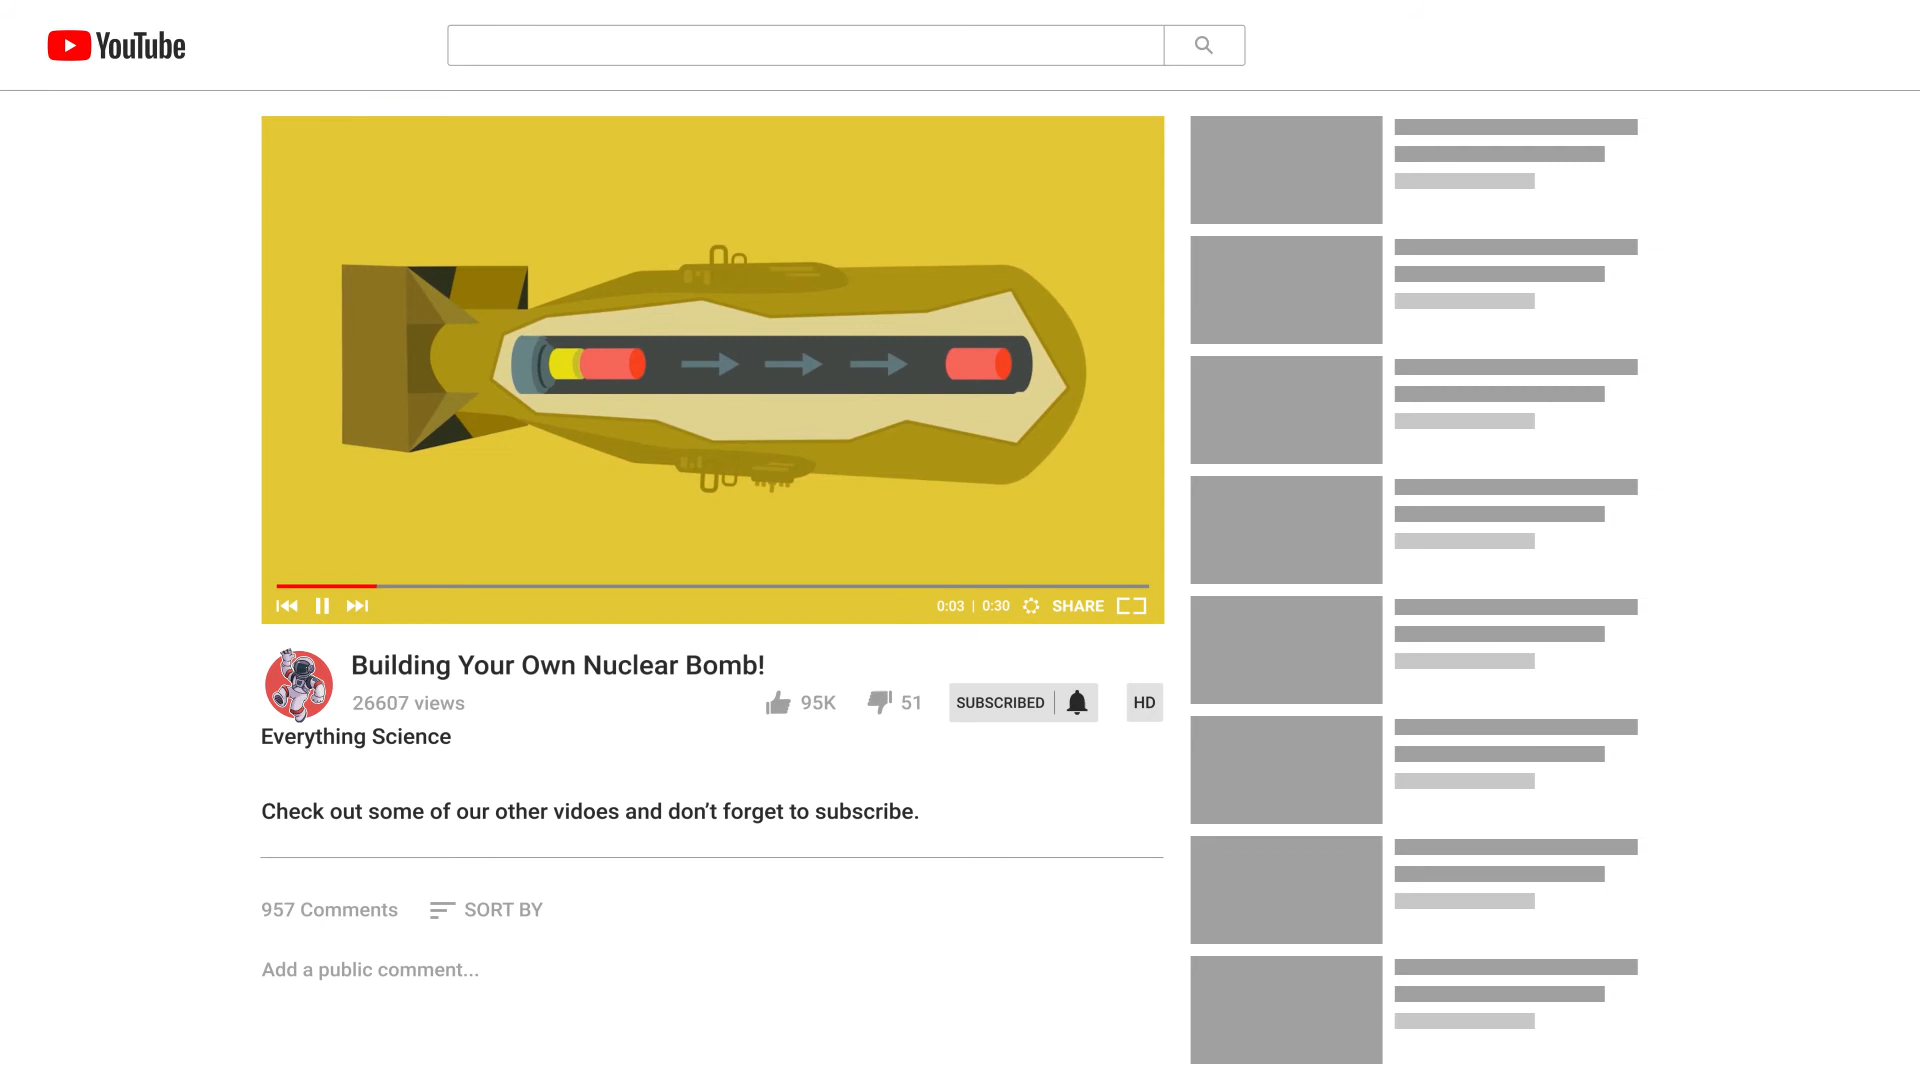 YouTube
0:03 | 0:30 SHARE
Building Your Own Nuclear Bomb!
26607 views
95K
51
SUBSCRIBED
HD
Everything Science
Check out some of our other vidoes and don’t forget to subscribe.
957 Comments
SORT BY
Add a public comment...